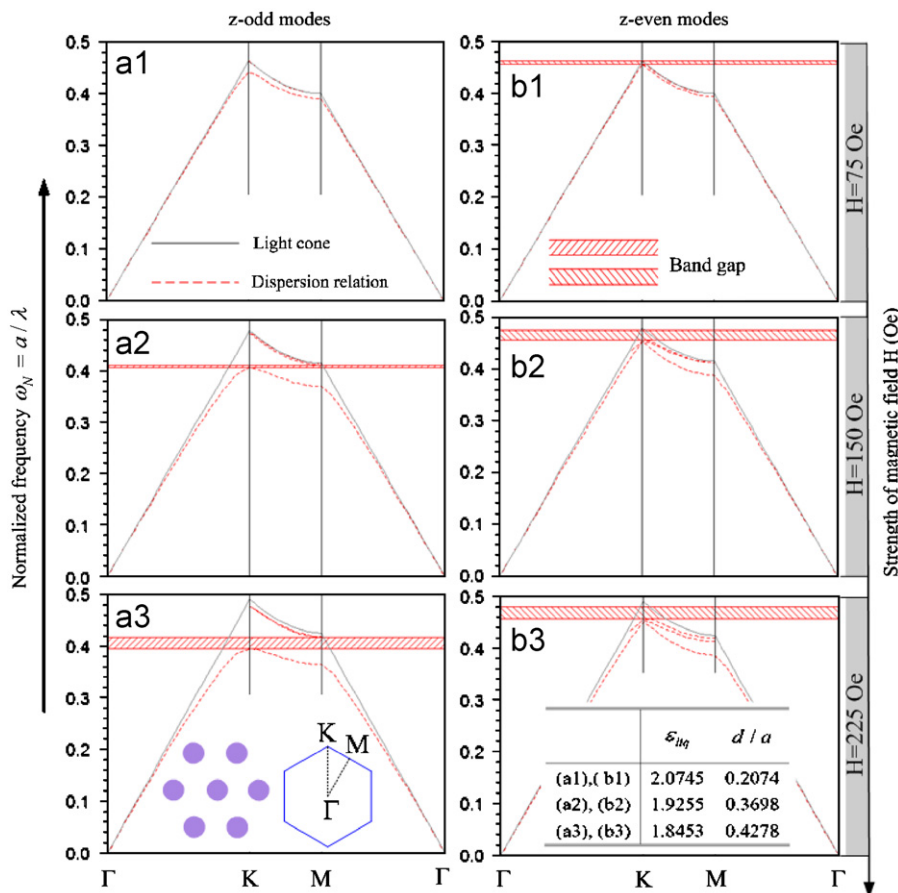 z-odd modes
z-even modes
Normalized frequency ω_N = a / λ
Strength of magnetic field H (Oe)
a1
0.5
0.4
0.3
0.2
0.1
0.0
Light cone
Dispersion relation
b1
0.5
0.4
0.3
0.2
0.1
0.0
Band gap
H=75 Oe
a2
0.5
0.4
0.3
0.2
0.1
0.0
b2
0.5
0.4
0.3
0.2
0.1
0.0
H=150 Oe
a3
0.5
0.4
0.3
0.2
0.1
0.0
K
M
Γ
b3
0.5
0.4
0.3
0.2
0.1
0.0
ε_liq d / a
(a1),( b1) 2.0745 0.2074
(a2), (b2) 1.9255 0.3698
(a3), (b3) 1.8453 0.4278
H=225 Oe
Γ K M Γ
Γ K M Γ